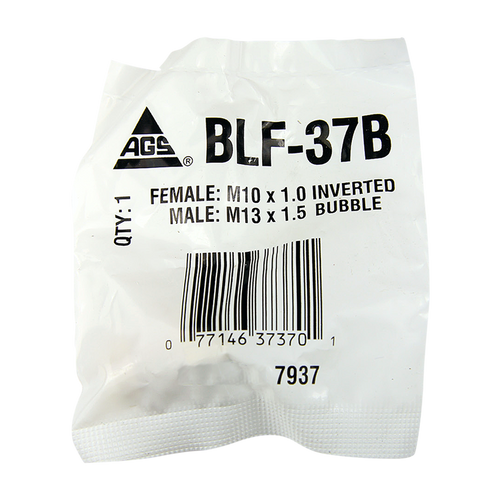 AGS®
BLF-37B
QTY: 1
FEMALE: M10 x 1.0 INVERTED
MALE: M13 x 1.5 BUBBLE
0 77146 37370 1
7937